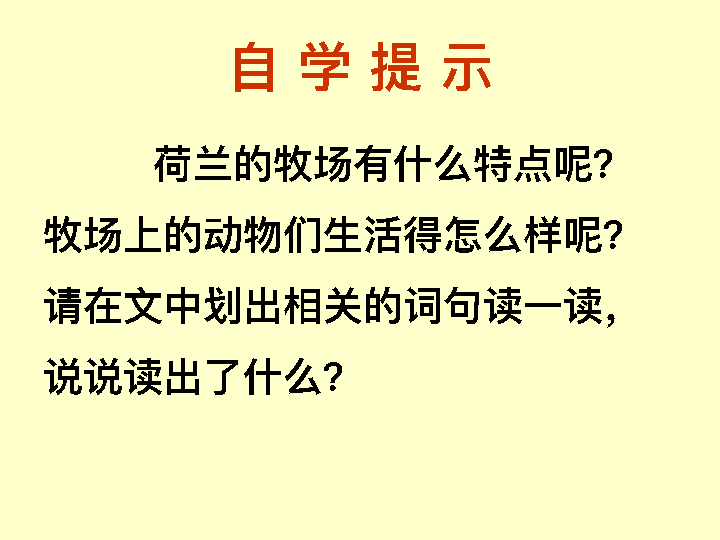 自 学 提 示
荷兰的牧场有什么特点呢?
牧场上的动物们生活得怎么样呢?
请在文中划出相关的词句读一读，
说说读出了什么?